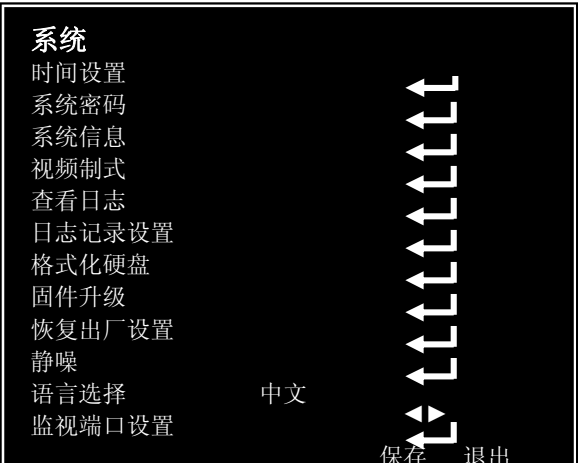 系统
时间设置
系统密码
系统信息
视频制式
查看日志
日志记录设置
格式化硬盘
固件升级
恢复出厂设置
静噪
语言选择 中文
监视端口设置
保存 退出